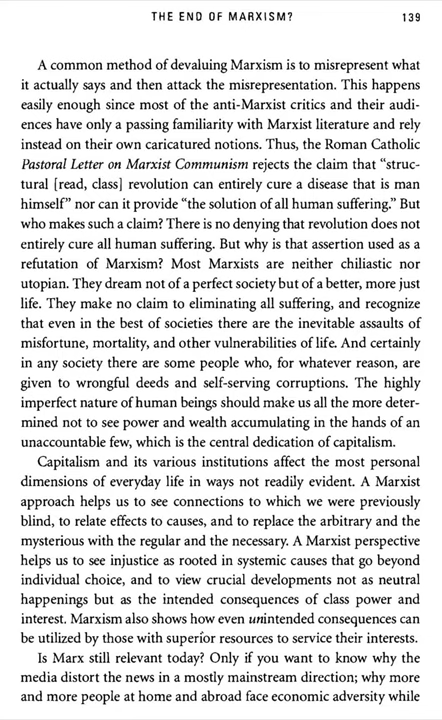 THE END OF MARXISM? 139
A common method of devaluing Marxism is to misrepresent what
it actually says and then attack the misrepresentation. This happens
easily enough since most of the anti-Marxist critics and their audi-
ences have only a passing familiarity with Marxist literature and rely
instead on their own caricatured notions. Thus, the Roman Catholic
Pastoral Letter on Marxist Communism rejects the claim that “struc-
tural [read, class] revolution can entirely cure a disease that is man
himself” nor can it provide “the solution of all human suffering.” But
who makes such a claim? There is no denying that revolution does not
entirely cure all human suffering. But why is that assertion used as a
refutation of Marxism? Most Marxists are neither chiliastic nor
utopian. They dream not of a perfect society but of a better, more just
life. They make no claim to eliminating all suffering, and recognize
that even in the best of societies there are the inevitable assaults of
misfortune, mortality, and other vulnerabilities of life. And certainly
in any society there are some people who, for whatever reason, are
given to wrongful deeds and self-serving corruptions. The highly
imperfect nature of human beings should make us all the more deter-
mined not to see power and wealth accumulating in the hands of an
unaccountable few, which is the central dedication of capitalism.
Capitalism and its various institutions affect the most personal
dimensions of everyday life in ways not readily evident. A Marxist
approach helps us to see connections to which we were previously
blind, to relate effects to causes, and to replace the arbitrary and the
mysterious with the regular and the necessary. A Marxist perspective
helps us to see injustice as rooted in systemic causes that go beyond
individual choice, and to view crucial developments not as neutral
happenings but as the intended consequences of class power and
interest. Marxism also shows how even unintended consequences can
be utilized by those with superior resources to service their interests.
Is Marx still relevant today? Only if you want to know why the
media distort the news in a mostly mainstream direction; why more
and more people at home and abroad face economic adversity while